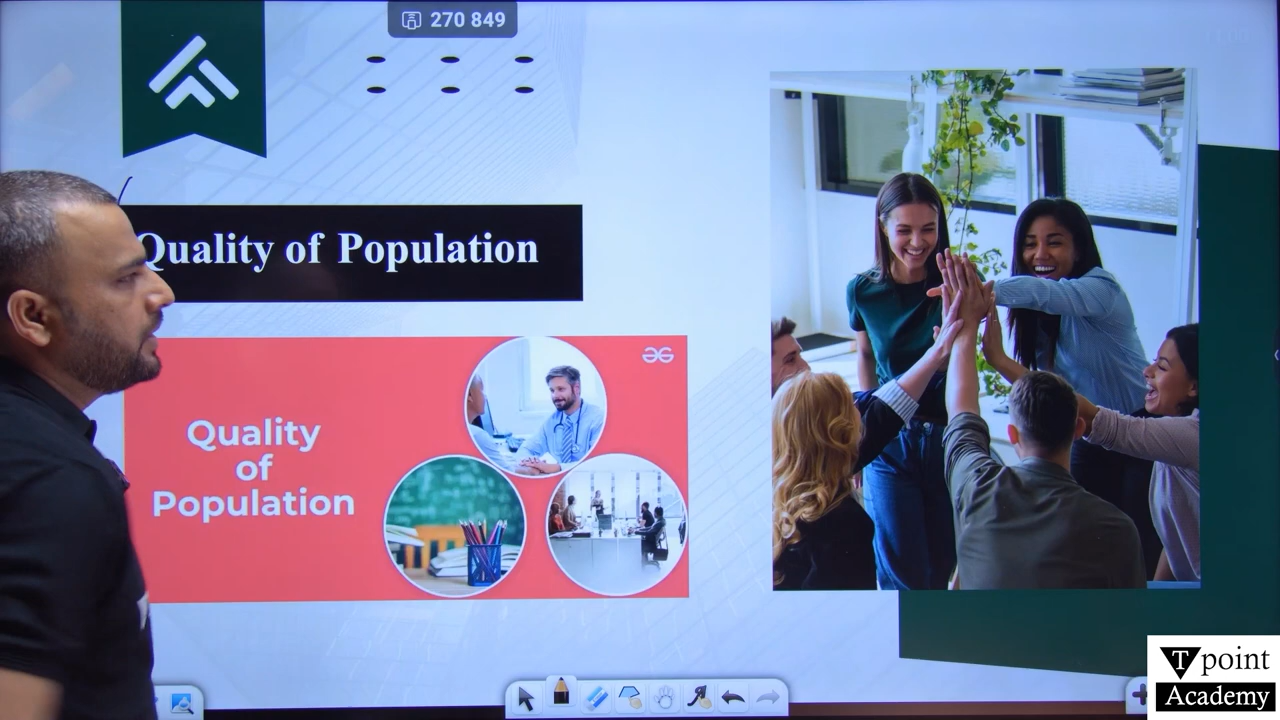 270 849
Quality of Population
Quality
of
Population
T point
Academy